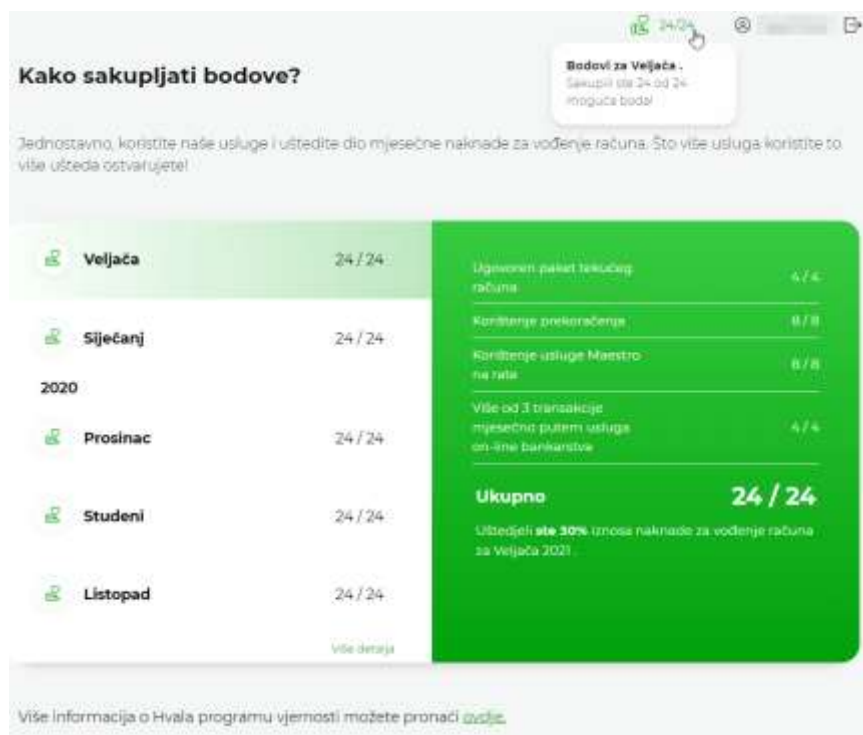 24/24
Bodovi za Veljača .
Sakupili ste 24 od 24
moguća boda!
Kako sakupljati bodove?
Jednostavno, koristite naše usluge i uštedite dio mjesečne naknade za vođenje računa. Što više usluga koristite to
više ušteda ostvarujete!
Veljača 24 / 24
Siječanj 24 / 24
2020
Prosinac 24 / 24
Studeni 24 / 24
Listopad 24 / 24
Više detalja
Ugovoren paket tekućeg
računa 4 / 4
Korištenje prekoračenja 8 / 8
Korištenje usluge Maestro
na rate 8 / 8
Više od 3 transakcije
mjesečno putem usluga
on-line bankarstva 4 / 4
Ukupno 24 / 24
Uštedjeli ste 30% iznosa naknade za vođenje računa
za Veljača 2021 .
Više informacija o Hvala programu vjernosti možete pronaći ovdje.